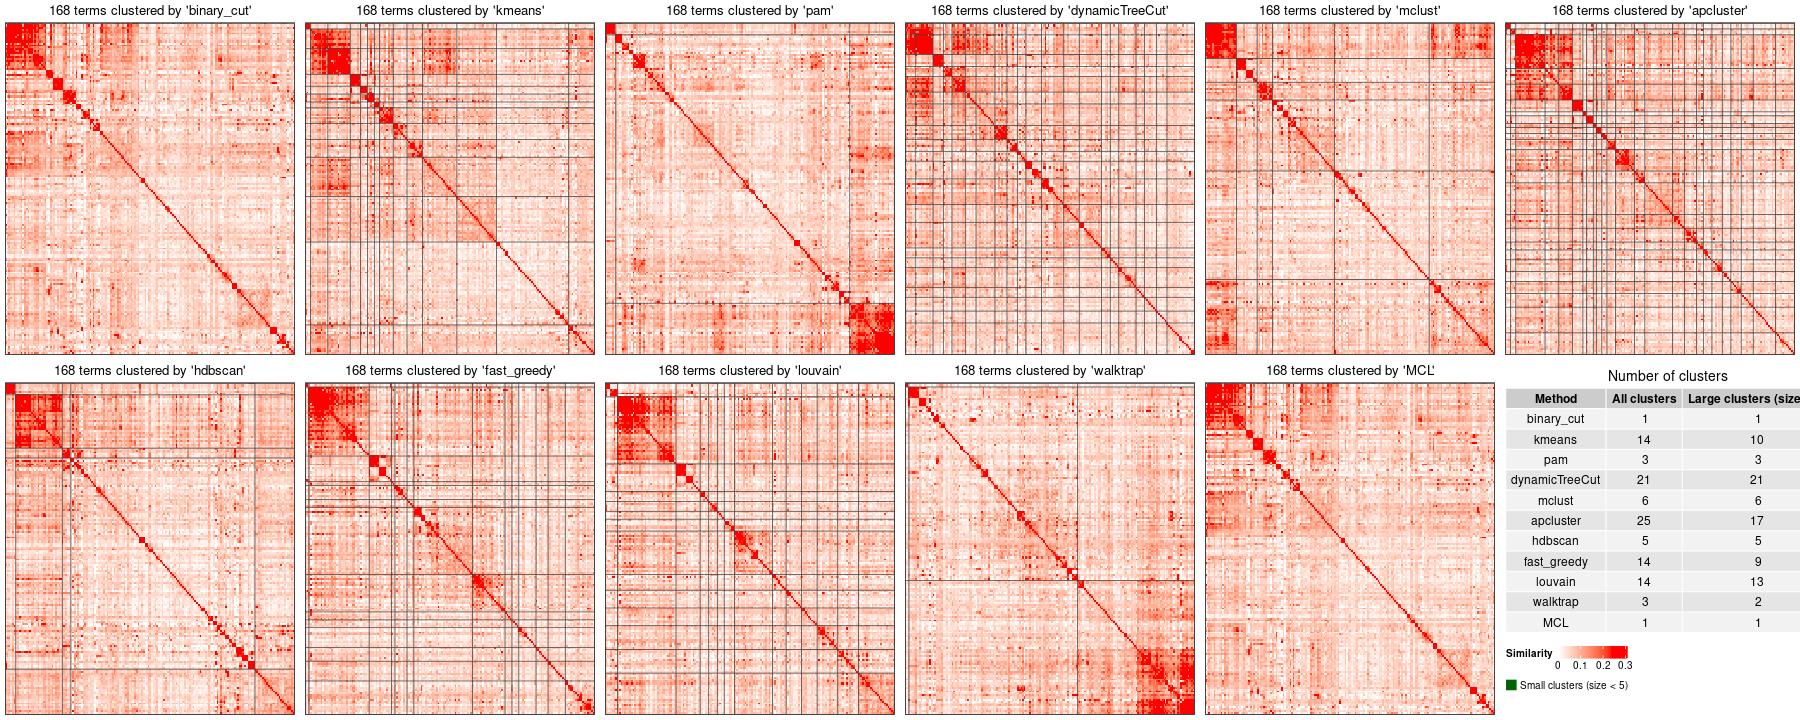 168 terms clustered by 'binary_cut'
168 terms clustered by 'kmeans'
168 terms clustered by 'pam'
168 terms clustered by 'dynamicTreeCut'
168 terms clustered by 'mclust'
168 terms clustered by 'apcluster'
168 terms clustered by 'hdbscan'
168 terms clustered by 'fast_greedy'
168 terms clustered by 'louvain'
168 terms clustered by 'walktrap'
168 terms clustered by 'MCL'
Number of clusters
Method All clusters Large clusters (size
binary_cut 1 1
kmeans 14 10
pam 3 3
dynamicTreeCut 21 21
mclust 6 6
apcluster 25 17
hdbscan 5 5
fast_greedy 14 9
louvain 14 13
walktrap 3 2
MCL 1 1
Similarity
0 0.1 0.2 0.3
Small clusters (size < 5)